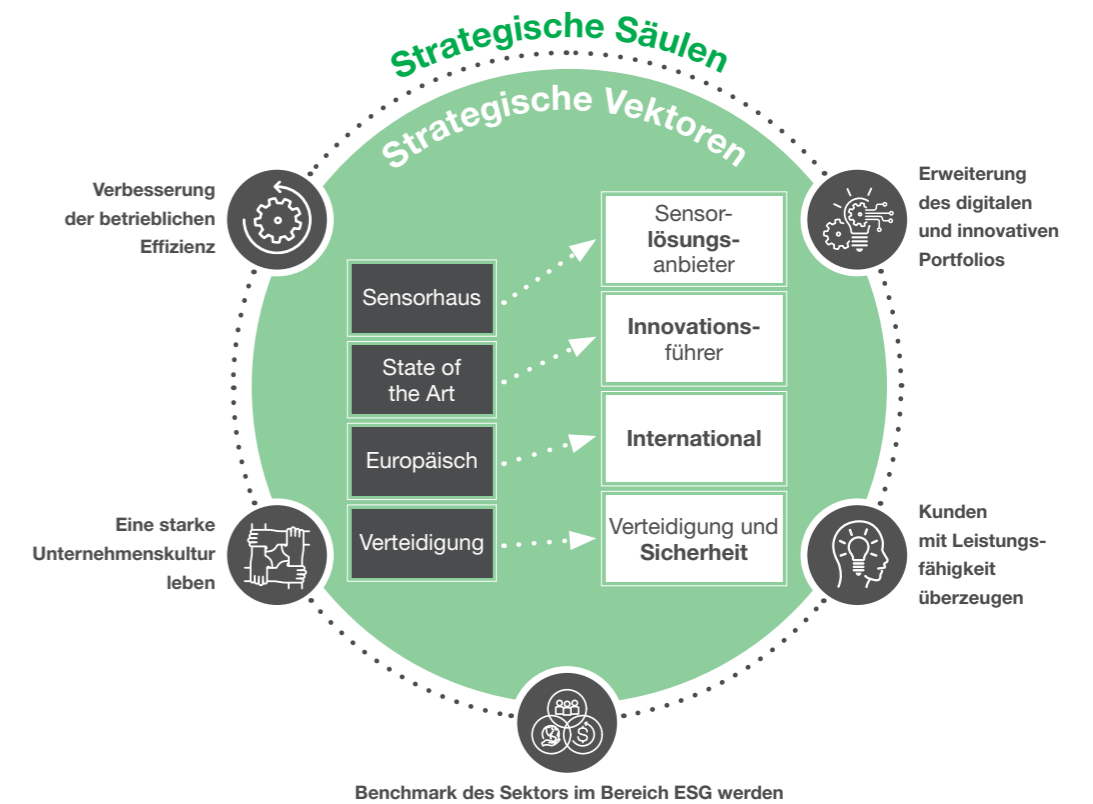 Strategische Säulen
Strategische Vektoren
Verbesserung
der betrieblichen
Effizienz
Erweiterung
des digitalen
und innovativen
Portfolios
Sensorhaus
Sensor-
lösungs-
anbieter
State of
the Art
Innovations-
führer
Europäisch
International
Verteidigung
Verteidigung und
Sicherheit
Eine starke
Unternehmenskultur
leben
Kunden
mit Leistungs-
fähigkeit
überzeugen
$
Benchmark des Sektors im Bereich ESG werden